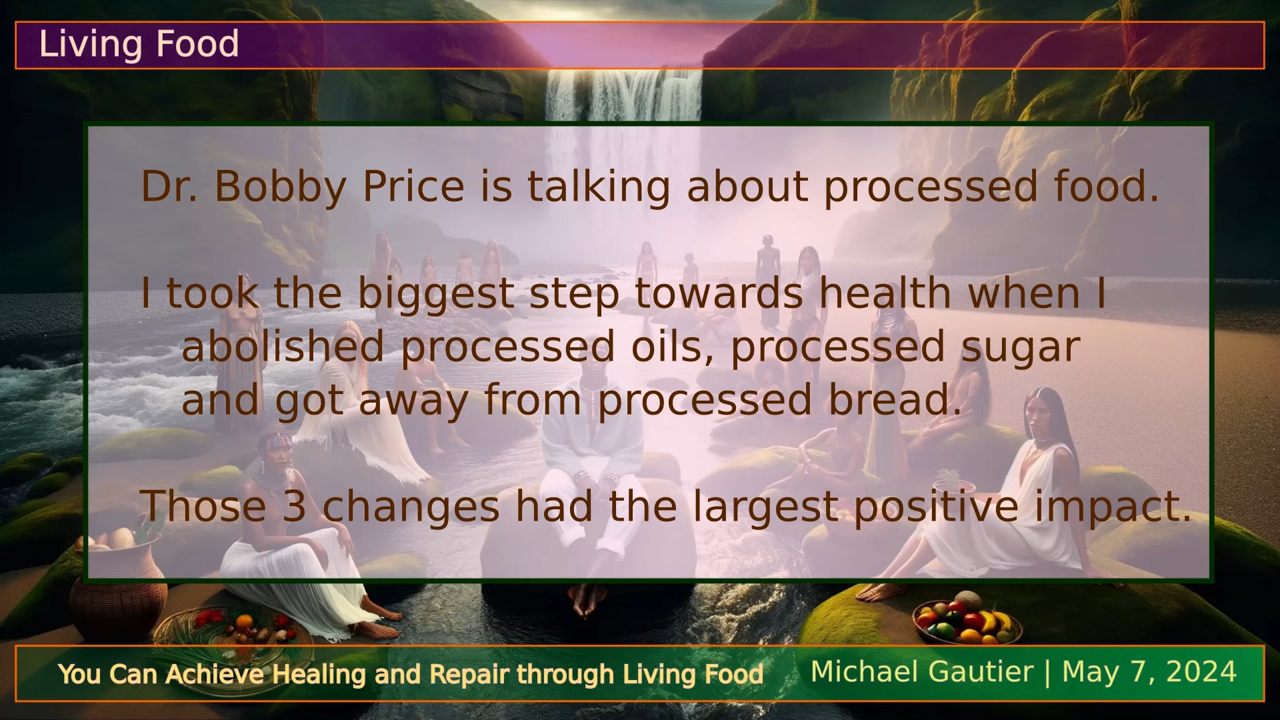 Living Food
Dr. Bobby Price is talking about processed food.
I took the biggest step towards health when I
abolished processed oils, processed sugar
and got away from processed bread.
Those 3 changes had the largest positive impact.
You Can Achieve Healing and Repair through Living Food
Michael Gautier | May 7, 2024